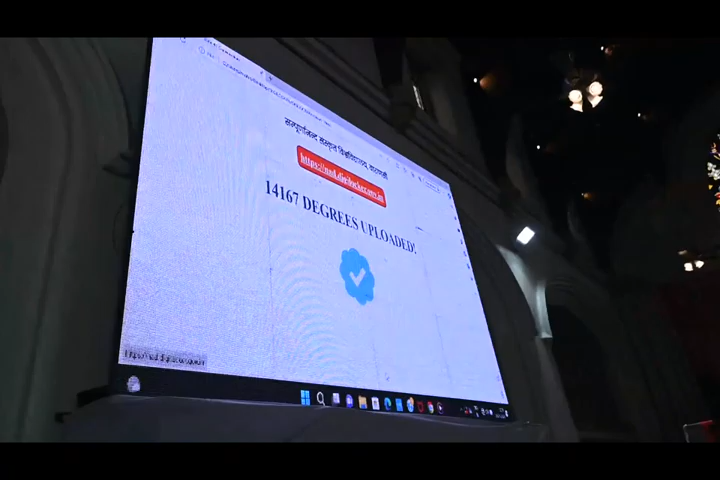 सम्पूर्णानन्द संस्कृत विश्वविद्यालय, वाराणसी
https://nad.digilocker.gov.in
14167 DEGREES UPLOADED!